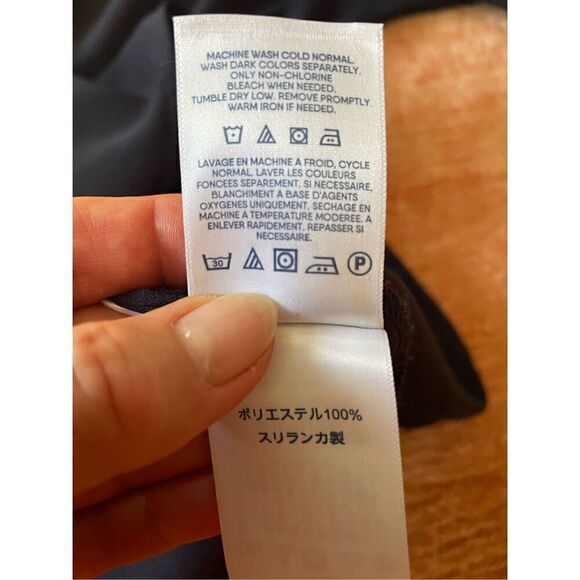 MACHINE WASH COLD NORMAL.
WASH DARK COLORS SEPARATELY.
ONLY NON-CHLORINE
BLEACH WHEN NEEDED.
TUMBLE DRY LOW. REMOVE PROMPTLY.
WARM IRON IF NEEDED.
LAVAGE EN MACHINE A FROID, CYCLE
NORMAL. LAVER LES COULEURS
FONCEES SEPAREMENT. SI NECESSAIRE,
BLANCHIMENT A BASE D'AGENTS
OXYGENES UNIQUEMENT. SECHAGE EN
MACHINE A TEMPERATURE MODEREE. A
ENLEVER RAPIDEMENT. REPASSER SI
NECESSAIRE.
30 P
ポリエステル100%
スリランカ製